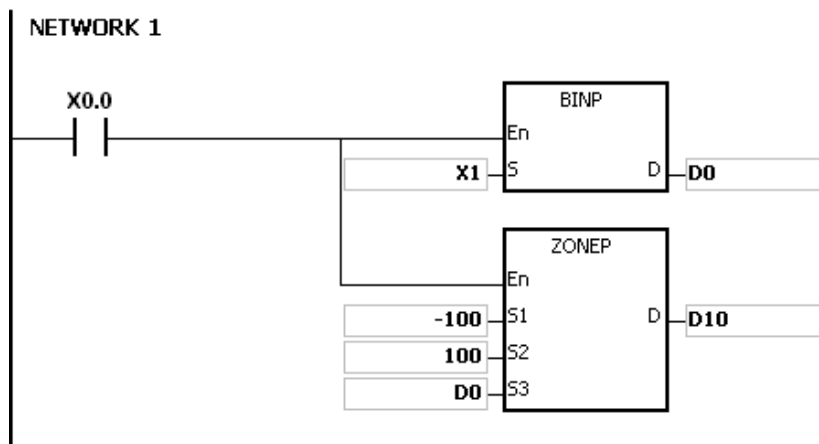 NETWORK 1
X0.0
BINP
En
X1 S D D0
ZONEP
En
-100 S1 D D10
100 S2
D0 S3